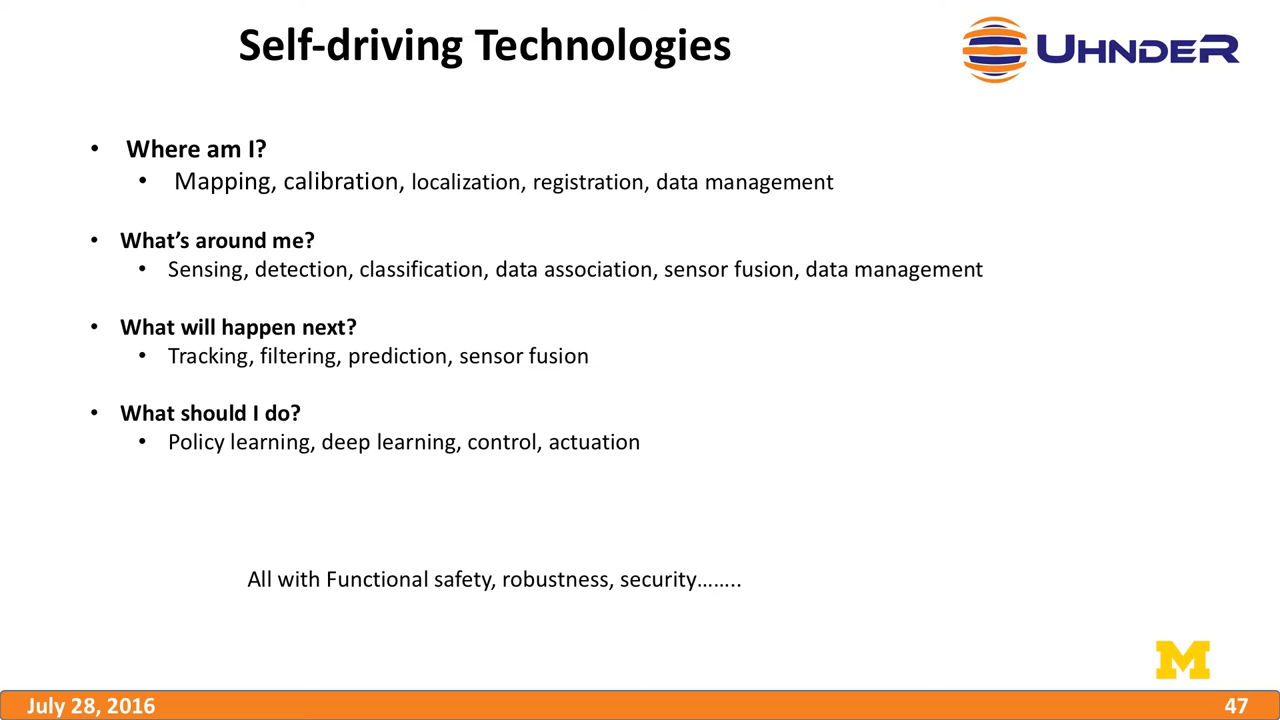 Self-driving Technologies
UHNDER
• Where am I?
• Mapping, calibration, localization, registration, data management
• What’s around me?
• Sensing, detection, classification, data association, sensor fusion, data management
• What will happen next?
• Tracking, filtering, prediction, sensor fusion
• What should I do?
• Policy learning, deep learning, control, actuation
All with Functional safety, robustness, security……..
M
July 28, 2016
47